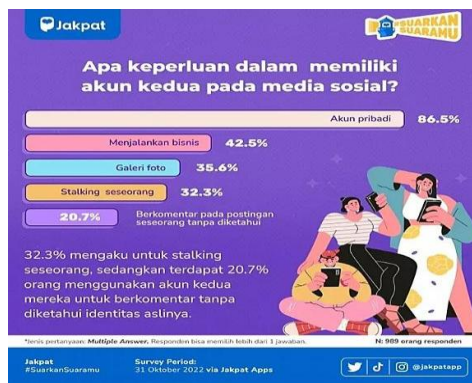 Jakpat
#SUARKAN
SUARAMU
Apa keperluan dalam memiliki
akun kedua pada media sosial?
Akun pribadi 86.5%
Menjalankan bisnis 42.5%
Galeri foto 35.6%
Stalking seseorang 32.3%
20.7% Berkomentar pada postingan
seseorang tanpa diketahui
32.3% mengaku untuk stalking
seseorang, sedangkan terdapat 20.7%
orang menggunakan akun kedua
mereka untuk berkomentar tanpa
diketahui identitas aslinya.
*Jenis pertanyaan: Multiple Answer. Responden bisa memilih lebih dari 1 jawaban. N: 989 orang responden
Jakpat
#SuarkanSuaramu
Survey Period:
31 Oktober 2022 via Jakpat Apps
@jakpatapp